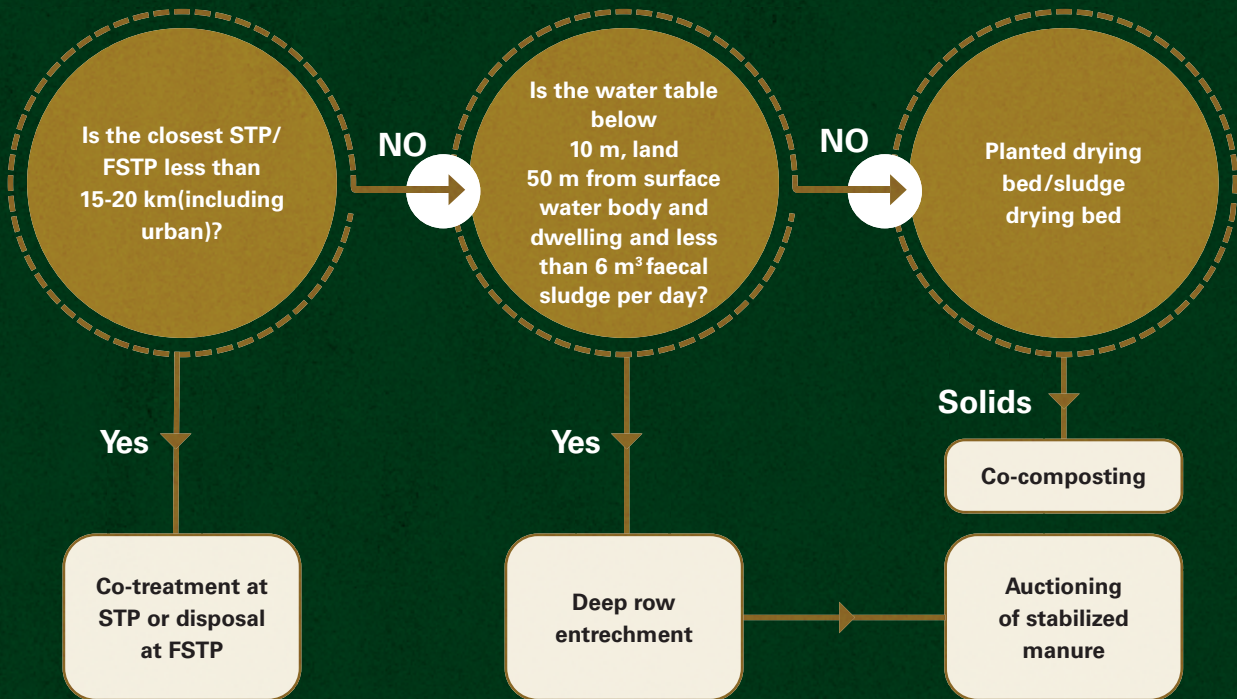 Is the closest STP/
FSTP less than
15-20 km(including
urban)?
NO
Is the water table
below
10 m, land
50 m from surface
water body and
dwelling and less
than 6 m³ faecal
sludge per day?
NO
Planted drying
bed/sludge
drying bed
Yes
Yes
Solids
Co-composting
Co-treatment at
STP or disposal
at FSTP
Deep row
entrechment
Auctioning
of stabilized
manure